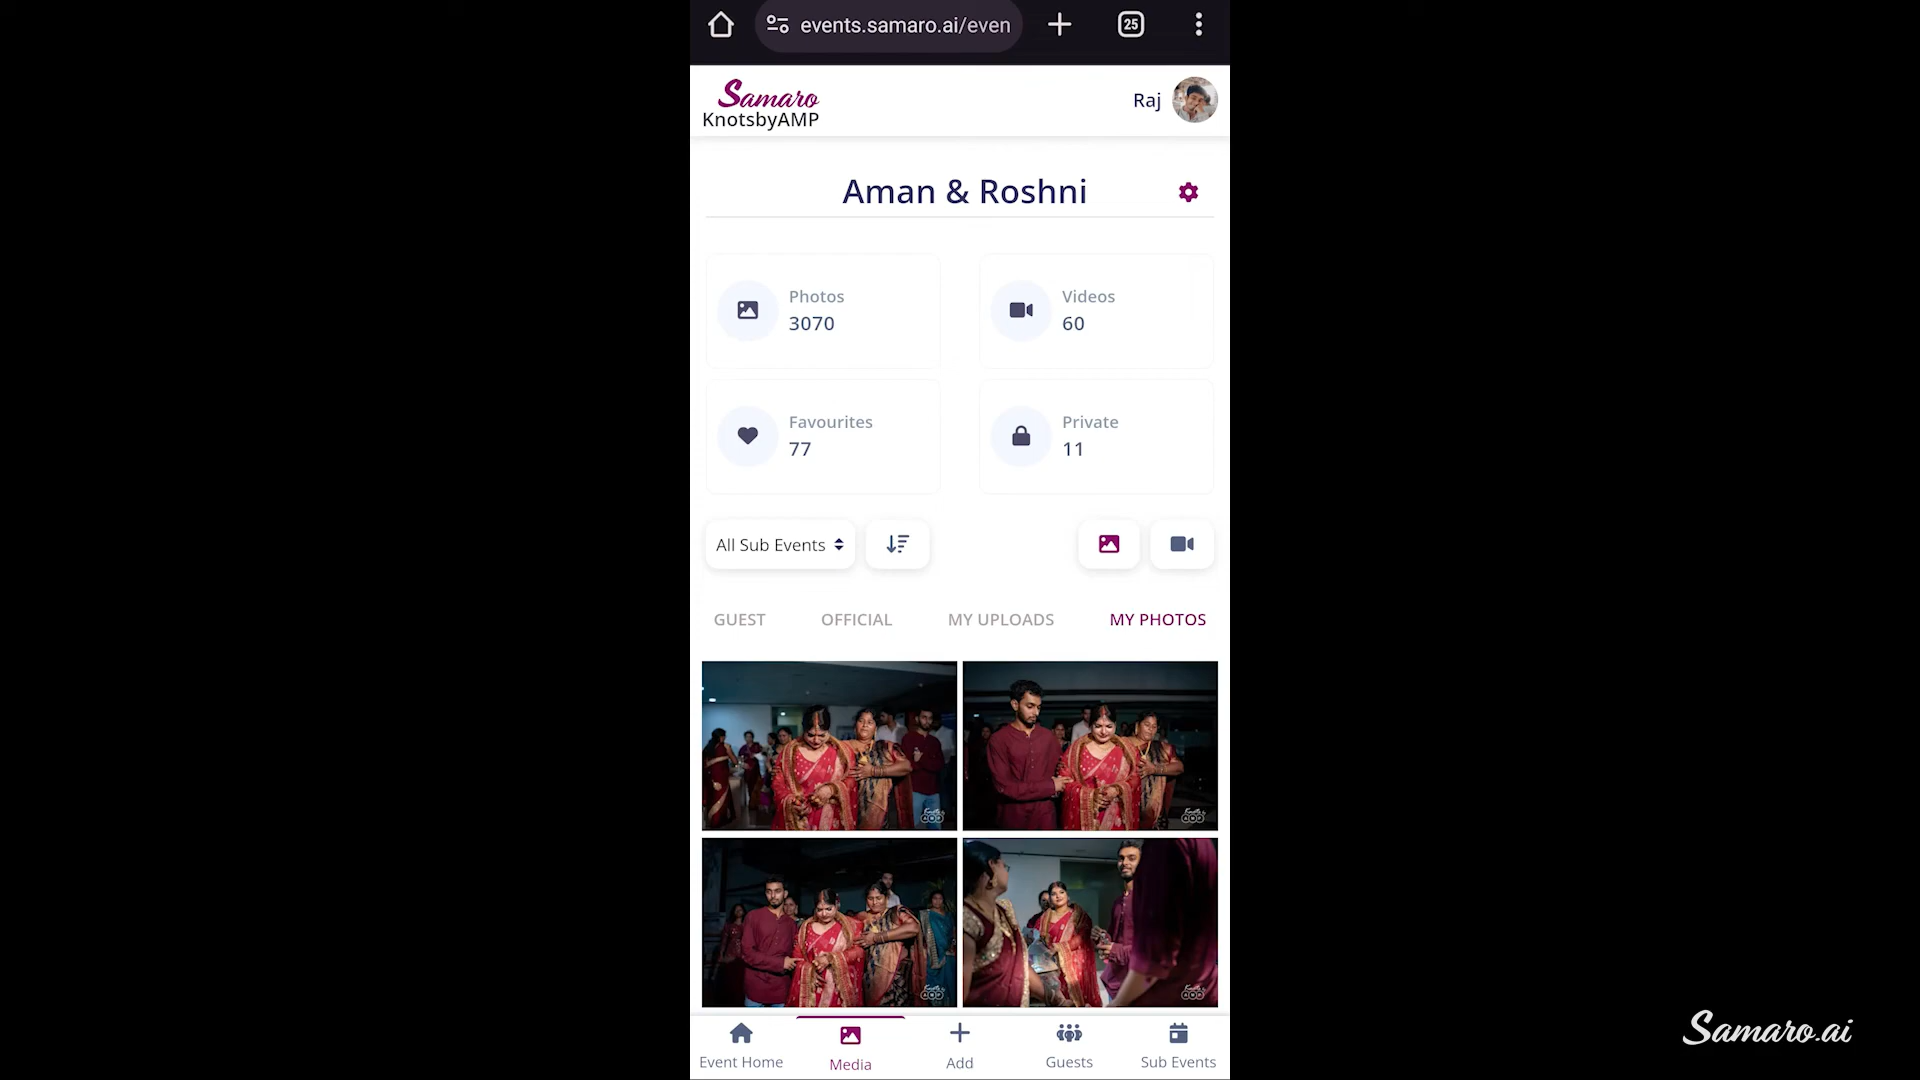 events.samaro.ai/even
25
Samaro
KnotsbyAMP
Raj
Aman & Roshni
Photos
3070
Videos
60
Favourites
77
Private
11
All Sub Events
GUEST
OFFICIAL
MY UPLOADS
MY PHOTOS
Event Home
Media
Add
Guests
Sub Events
Samaro.ai